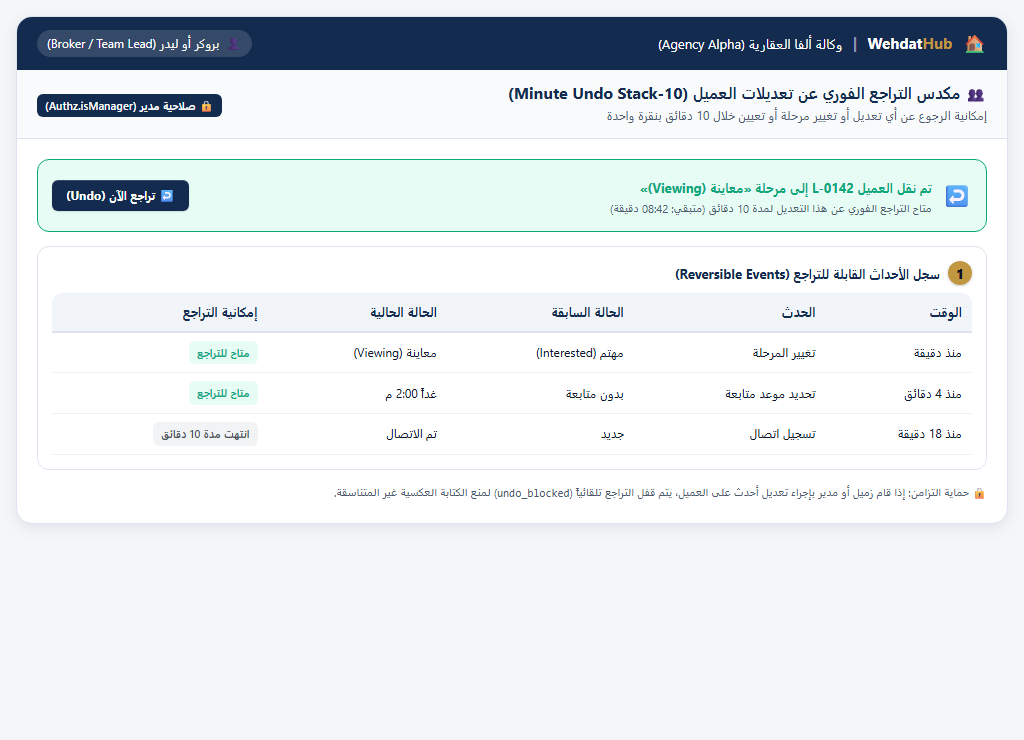 WehdatHub | وكالة ألفا العقارية (Agency Alpha)
بروكر أو ليدر (Broker / Team Lead)
مكدس التراجع الفوري عن تعديلات العميل (10-Minute Undo Stack)
إمكانية الرجوع عن أي تعديل أو تغيير مرحلة أو تعيين خلال 10 دقائق بنقرة واحدة
صلاحية مدير (Authz.isManager)
تم نقل العميل L-0142 إلى مرحلة «معاينة (Viewing)»
متاح التراجع الفوري عن هذا التعديل لمدة 10 دقائق (متبقي: 08:42 دقيقة)
تراجع الآن (Undo)
1 سجل الأحداث القابلة للتراجع (Reversible Events)
الوقت الحدث الحالة السابقة الحالة الحالية إمكانية التراجع
منذ دقيقة تغيير المرحلة مهتم (Interested) معاينة (Viewing) متاح للتراجع
منذ 4 دقائق تحديد موعد متابعة بدون متابعة غداً 2:00 م متاح للتراجع
منذ 18 دقيقة تسجيل اتصال جديد تم الاتصال انتهت مدة 10 دقائق
حماية التزامن: إذا قام زميل أو مدير بإجراء تعديل أحدث على العميل، يتم قفل التراجع تلقائياً (undo_blocked) لمنع الكتابة العكسية غير المتناسقة.